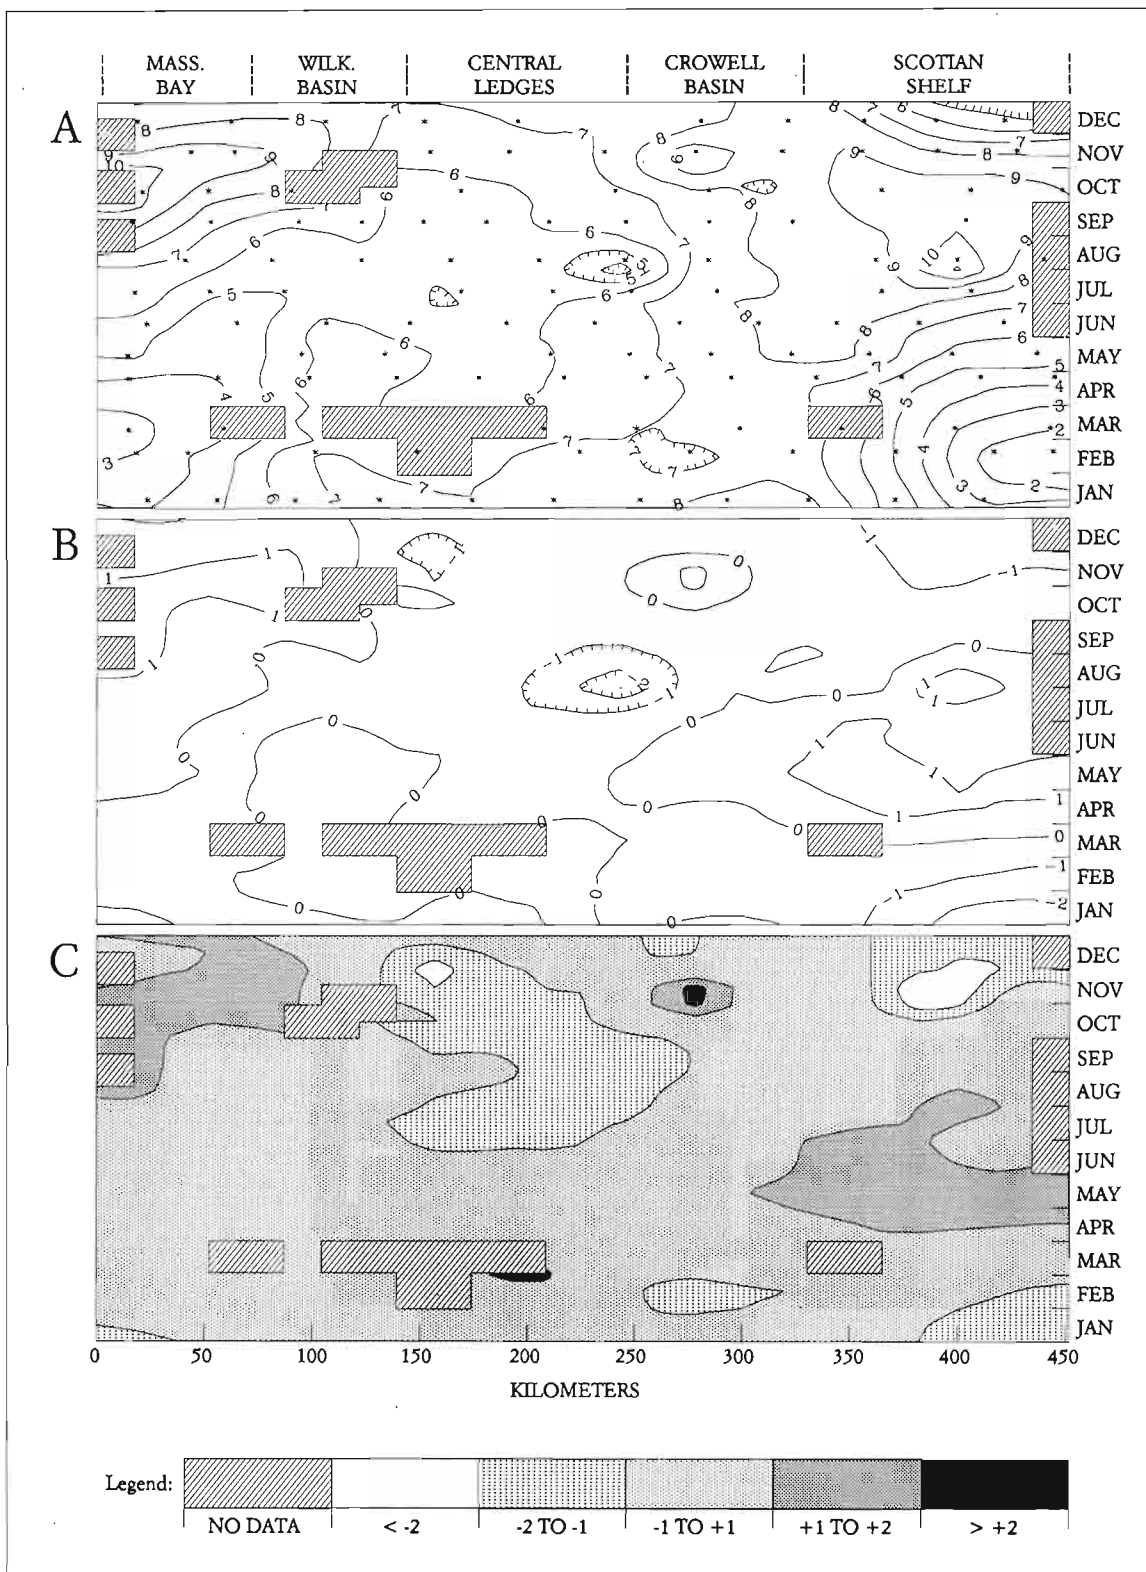 MASS. BAY
WILK. BASIN
CENTRAL LEDGES
CROWELL BASIN
SCOTIAN SHELF
A
DEC
NOV
OCT
SEP
AUG
JUL
JUN
MAY
APR
MAR
FEB
JAN
B
DEC
NOV
OCT
SEP
AUG
JUL
JUN
MAY
APR
MAR
FEB
JAN
C
DEC
NOV
OCT
SEP
AUG
JUL
JUN
MAY
APR
MAR
FEB
JAN
0 50 100 150 200 250 300 350 400 450
KILOMETERS
Legend:
NO DATA
< -2
-2 TO -1
-1 TO +1
+1 TO +2
> +2